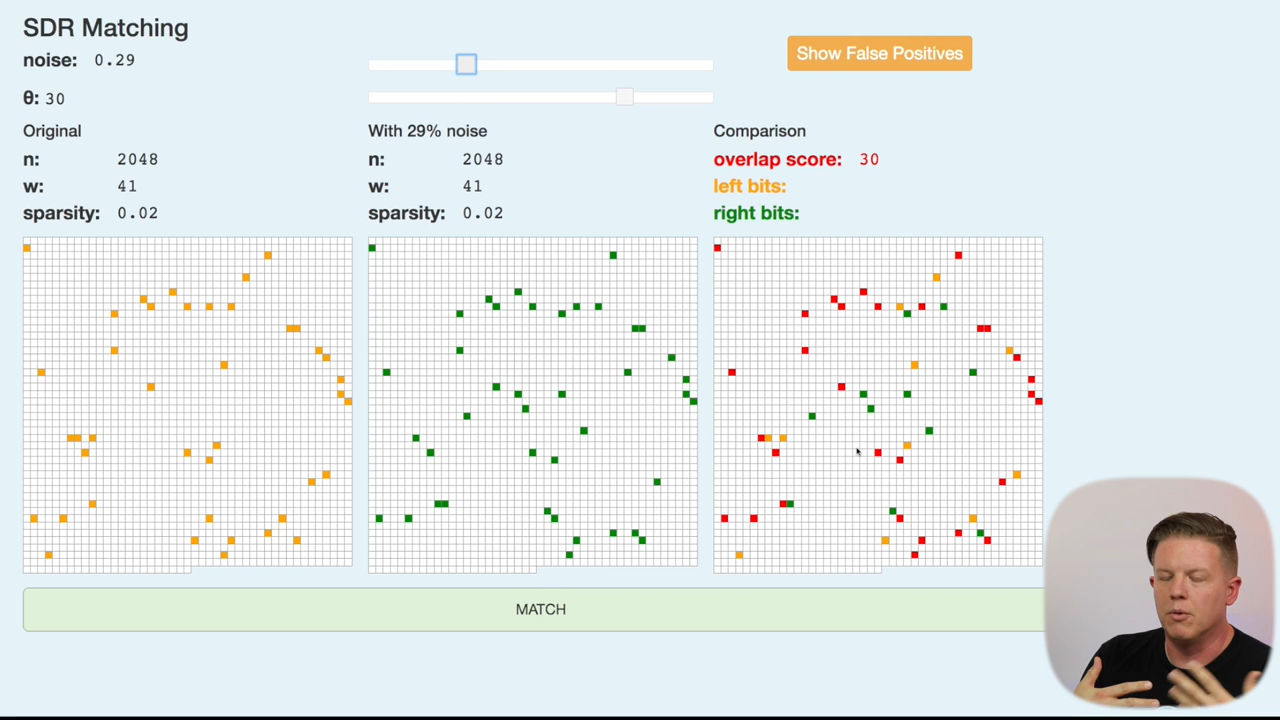 SDR Matching
noise: 0.29
Show False Positives
θ: 30
Original
With 29% noise
Comparison
n: 2048
n: 2048
overlap score: 30
w: 41
w: 41
left bits:
sparsity: 0.02
sparsity: 0.02
right bits:
MATCH